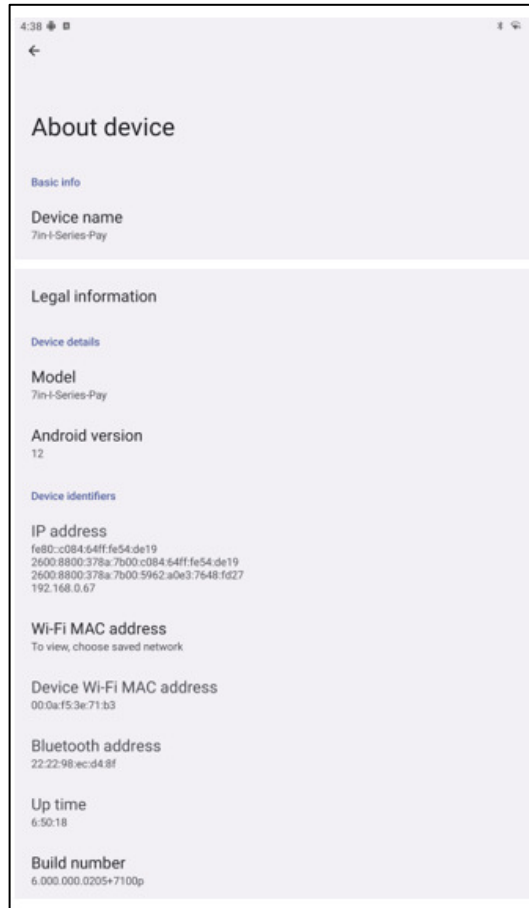 4:38
About device
Basic info
Device name
7in-I-Series-Pay
Legal information
Device details
Model
7in-I-Series-Pay
Android version
12
Device identifiers
IP address
fe80::c084:64ff:fe54:de19
2600:8800:378a:7b00:c084:64ff:fe54:de19
2600:8800:378a:7b00:5962:a0e3:7648:fd27
192.168.0.67
Wi-Fi MAC address
To view, choose saved network
Device Wi-Fi MAC address
00:0a:f5:3e:71:b3
Bluetooth address
22:22:98:ec:d4:8f
Up time
6:50:18
Build number
6.000.000.0205+7100p